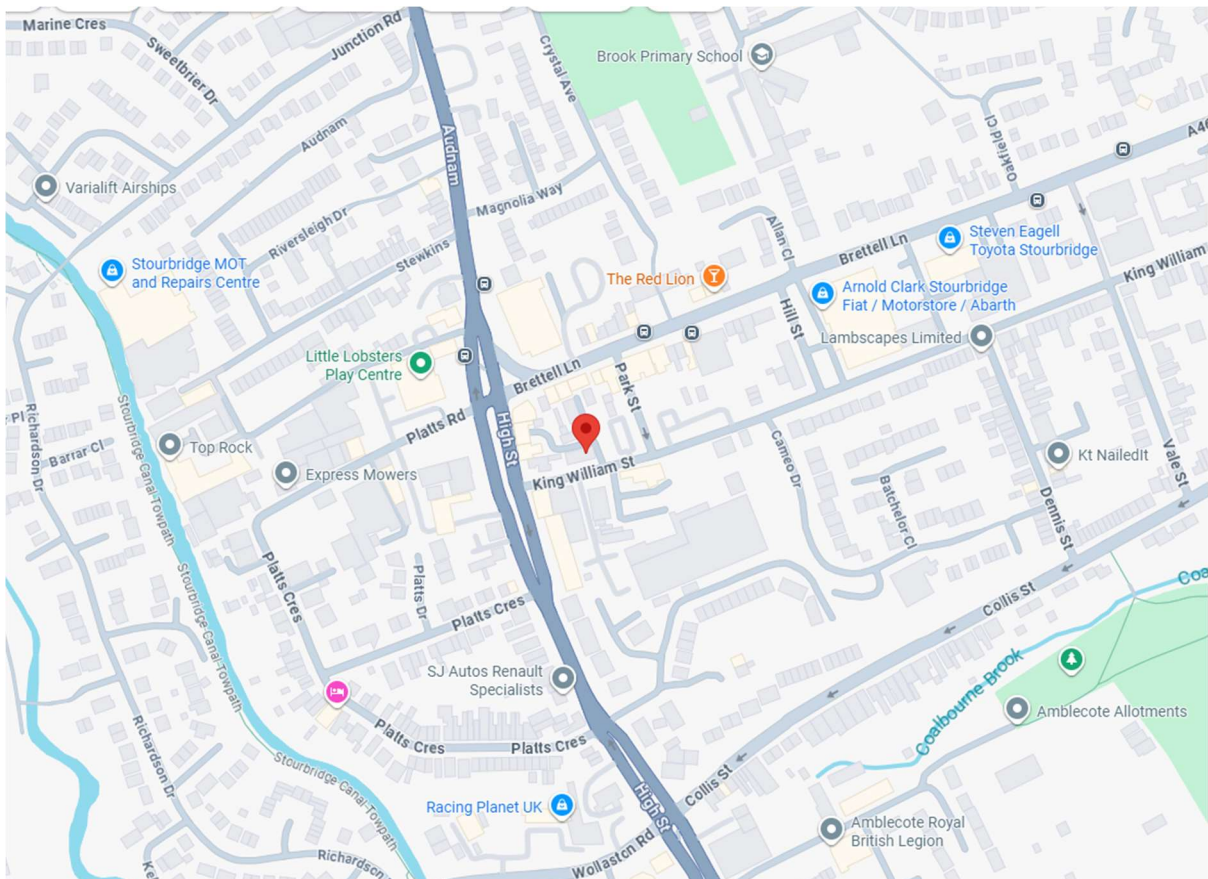 Marine Cres
Sweetbrier Dr
Junction Rd
Crystal Ave
Brook Primary School
Audnam
Audnam
Oakfield Cl
A46
Varialift Airships
Magnolia Way
Riversleigh Dr
Stewkins
Allan Cl
Brettell Ln
Steven Eagell
Toyota Stourbridge
King William
Stourbridge MOT
and Repairs Centre
The Red Lion
Hill St
Arnold Clark Stourbridge
Fiat / Motorstore / Abarth
Lambscapes Limited
Little Lobsters
Play Centre
Brettell Ln
Park St
Platts Rd
High St
Richardson Dr
Barrar Cl
Top Rock
Express Mowers
King William St
Cameo Dr
Batchelor Cl
Kt NailedIt
Vale St
Dennis St
Stourbridge Canal Towpath
Stourbridge Canal Towpath
Platts Cres
Platts Dr
Platts Cres
Collis St
Coa
Coalbourne Brook
SJ Autos Renault
Specialists
Amblecote Allotments
Richardson Dr
Platts Cres
Platts Cres
Stourbridge Canal Towpath
Racing Planet UK
High St
Collis St
Amblecote Royal
British Legion
Wollaston Rd
Richardson